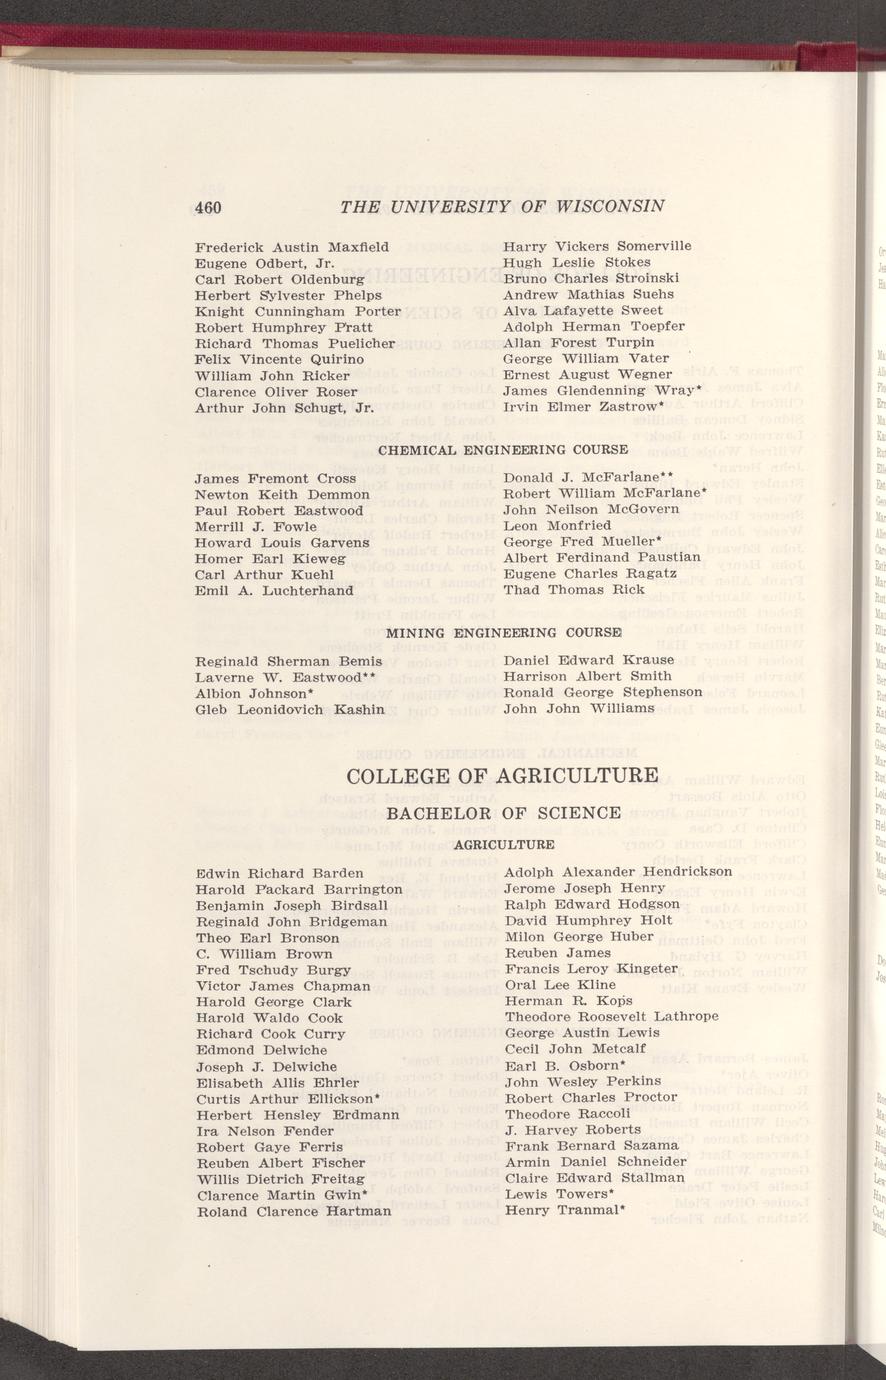 460 THE UNIVERSITY OF WISCONSIN
Frederick Austin Maxfield
Eugene Odbert, Jr.
Carl Robert Oldenburg
Herbert Sylvester Phelps
Knight Cunningham Porter
Robert Humphrey Pratt
Richard Thomas Puelicher
Felix Vincente Quirino
William John Ricker
Clarence Oliver Roser
Arthur John Schugt, Jr.
Harry Vickers Somerville
Hugh Leslie Stokes
Bruno Charles Stroinski
Andrew Mathias Suehs
Alva Lafayette Sweet
Adolph Herman Toepfer
Allan Forest Turpin
George William Vater
Ernest August Wegner
James Glendenning Wray*
Irvin Elmer Zastrow*
CHEMICAL ENGINEERING COURSE
James Fremont Cross
Newton Keith Demmon
Paul Robert Eastwood
Merrill J. Fowle
Howard Louis Garvens
Homer Earl Kieweg
Carl Arthur Kuehl
Emil A. Luchterhand
Donald J. McFarlane**
Robert William McFarlane*
John Neilson McGovern
Leon Monfried
George Fred Mueller*
Albert Ferdinand Paustian
Eugene Charles Ragatz
Thad Thomas Rick
MINING ENGINEERING COURSE
Reginald Sherman Bemis
Laverne W. Eastwood**
Albion Johnson*
Gleb Leonidovich Kashin
Daniel Edward Krause
Harrison Albert Smith
Ronald George Stephenson
John John Williams
COLLEGE OF AGRICULTURE
BACHELOR OF SCIENCE
AGRICULTURE
Edwin Richard Barden
Harold Packard Barrington
Benjamin Joseph Birdsall
Reginald John Bridgeman
Theo Earl Bronson
C. William Brown
Fred Tschudy Burgy
Victor James Chapman
Harold George Clark
Harold Waldo Cook
Richard Cook Curry
Edmond Delwiche
Joseph J. Delwiche
Elisabeth Allis Ehrler
Curtis Arthur Ellickson*
Herbert Hensley Erdmann
Ira Nelson Fender
Robert Gaye Ferris
Reuben Albert Fischer
Willis Dietrich Freitag
Clarence Martin Gwin*
Roland Clarence Hartman
Adolph Alexander Hendrickson
Jerome Joseph Henry
Ralph Edward Hodgson
David Humphrey Holt
Milon George Huber
Reuben James
Francis Leroy Kingeter
Oral Lee Kline
Herman R. Kops
Theodore Roosevelt Lathrope
George Austin Lewis
Cecil John Metcalf
Earl B. Osborn*
John Wesley Perkins
Robert Charles Proctor
Theodore Raccoli
J. Harvey Roberts
Frank Bernard Sazama
Armin Daniel Schneider
Claire Edward Stallman
Lewis Towers*
Henry Tranmal*